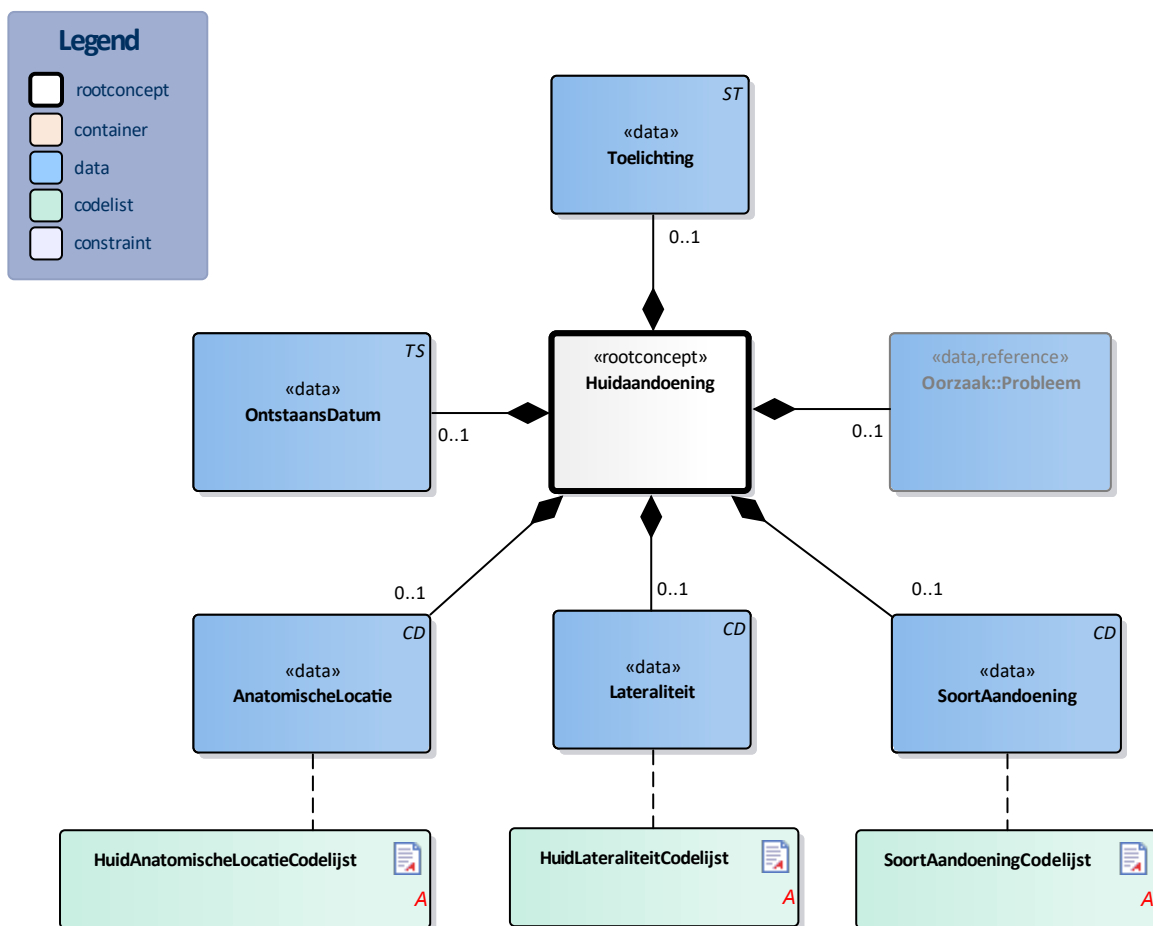 Legend
rootconcept
container
data
codelist
constraint
ST
«data»
Toelichting
0..1
TS
«data»
OntstaansDatum
0..1
«rootconcept»
Huidaandoening
«data,reference»
Oorzaak::Probleem
0..1
0..1
0..1
CD
«data»
AnatomischeLocatie
CD
«data»
Lateraliteit
0..1
CD
«data»
SoortAandoening
HuidAnatomischeLocatieCodelijst
A
HuidLateraliteitCodelijst
A
SoortAandoeningCodelijst
A